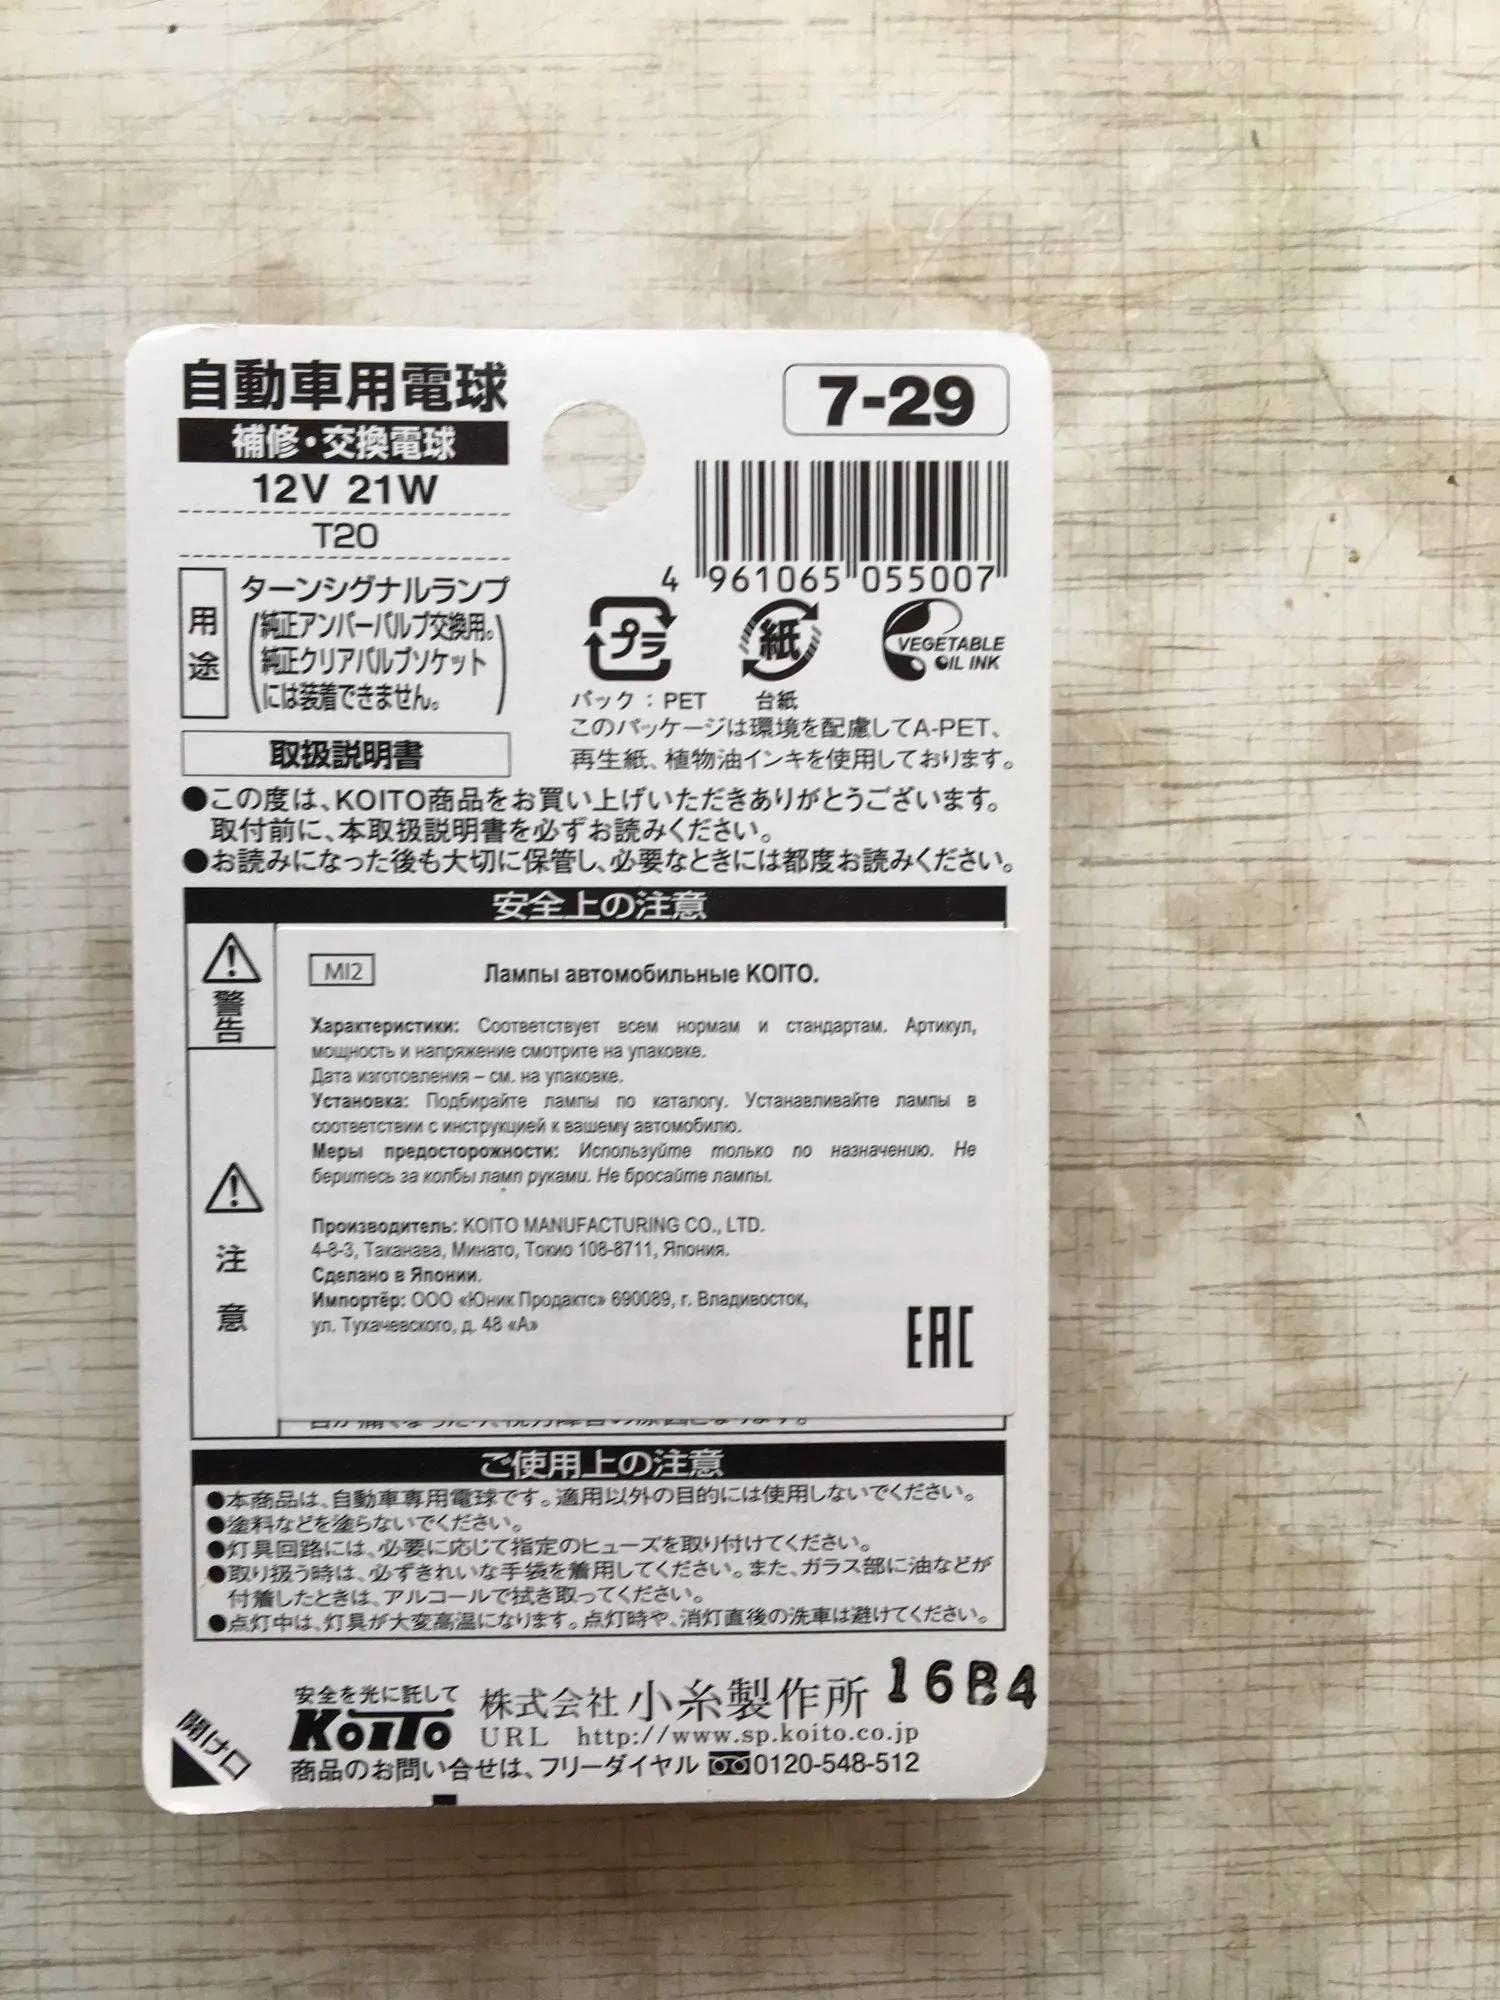 自動車用電球
補修・交換電球
12V 21W
T20
用途
ターンシグナルランプ
(純正アンバーバルブ交換用。
純正クリアバルブソケット
には装着できません。)
7-29
4 961065 055007
プラ
紙
VEGETABLE
OIL INK
パック：PET
台紙
このパッケージは環境を配慮してA-PET、
再生紙、植物油インキを使用しております。
取扱説明書
●この度は、KOITO商品をお買い上げいただきありがとうございます。
取付前に、本取扱説明書を必ずお読みください。
●お読みになった後も大切に保管し、必要なときには都度お読みください。
安全上の注意
警告
注意
MI2
Лампы автомобильные KOITO.
Характеристики: Соответствует всем нормам и стандартам. Артикул,
мощность и напряжение смотрите на упаковке.
Дата изготовления – см. на упаковке.
Установка: Подбирайте лампы по каталогу. Устанавливайте лампы в
соответствии с инструкцией к вашему автомобилю.
Меры предосторожности: Используйте только по назначению. Не
беритесь за колбы ламп руками. Не бросайте лампы.
Производитель: KOITO MANUFACTURING CO., LTD.
4-8-3, Таканава, Минато, Токио 108-8711, Япония.
Сделано в Японии.
Импортёр: ООО «Юник Продактс» 690089, г. Владивосток,
ул. Тухачевского, д. 48 «А»
EAC
ご使用上の注意
●本商品は、自動車専用電球です。適用以外の目的には使用しないでください。
●塗料などを塗らないでください。
●灯具回路には、必要に応じて指定のヒューズを取り付けてください。
●取り扱う時は、必ずきれいな手袋を着用してください。また、ガラス部に油などが
付着したときは、アルコールで拭き取ってください。
●点灯中は、灯具が大変高温になります。点灯時や、消灯直後の洗車は避けてください。
開け口
安全を光に託して
KOITO
株式会社 小糸製作所
16B4
URL http://www.sp.koito.co.jp
商品のお問い合せは、フリーダイヤル 0120-548-512